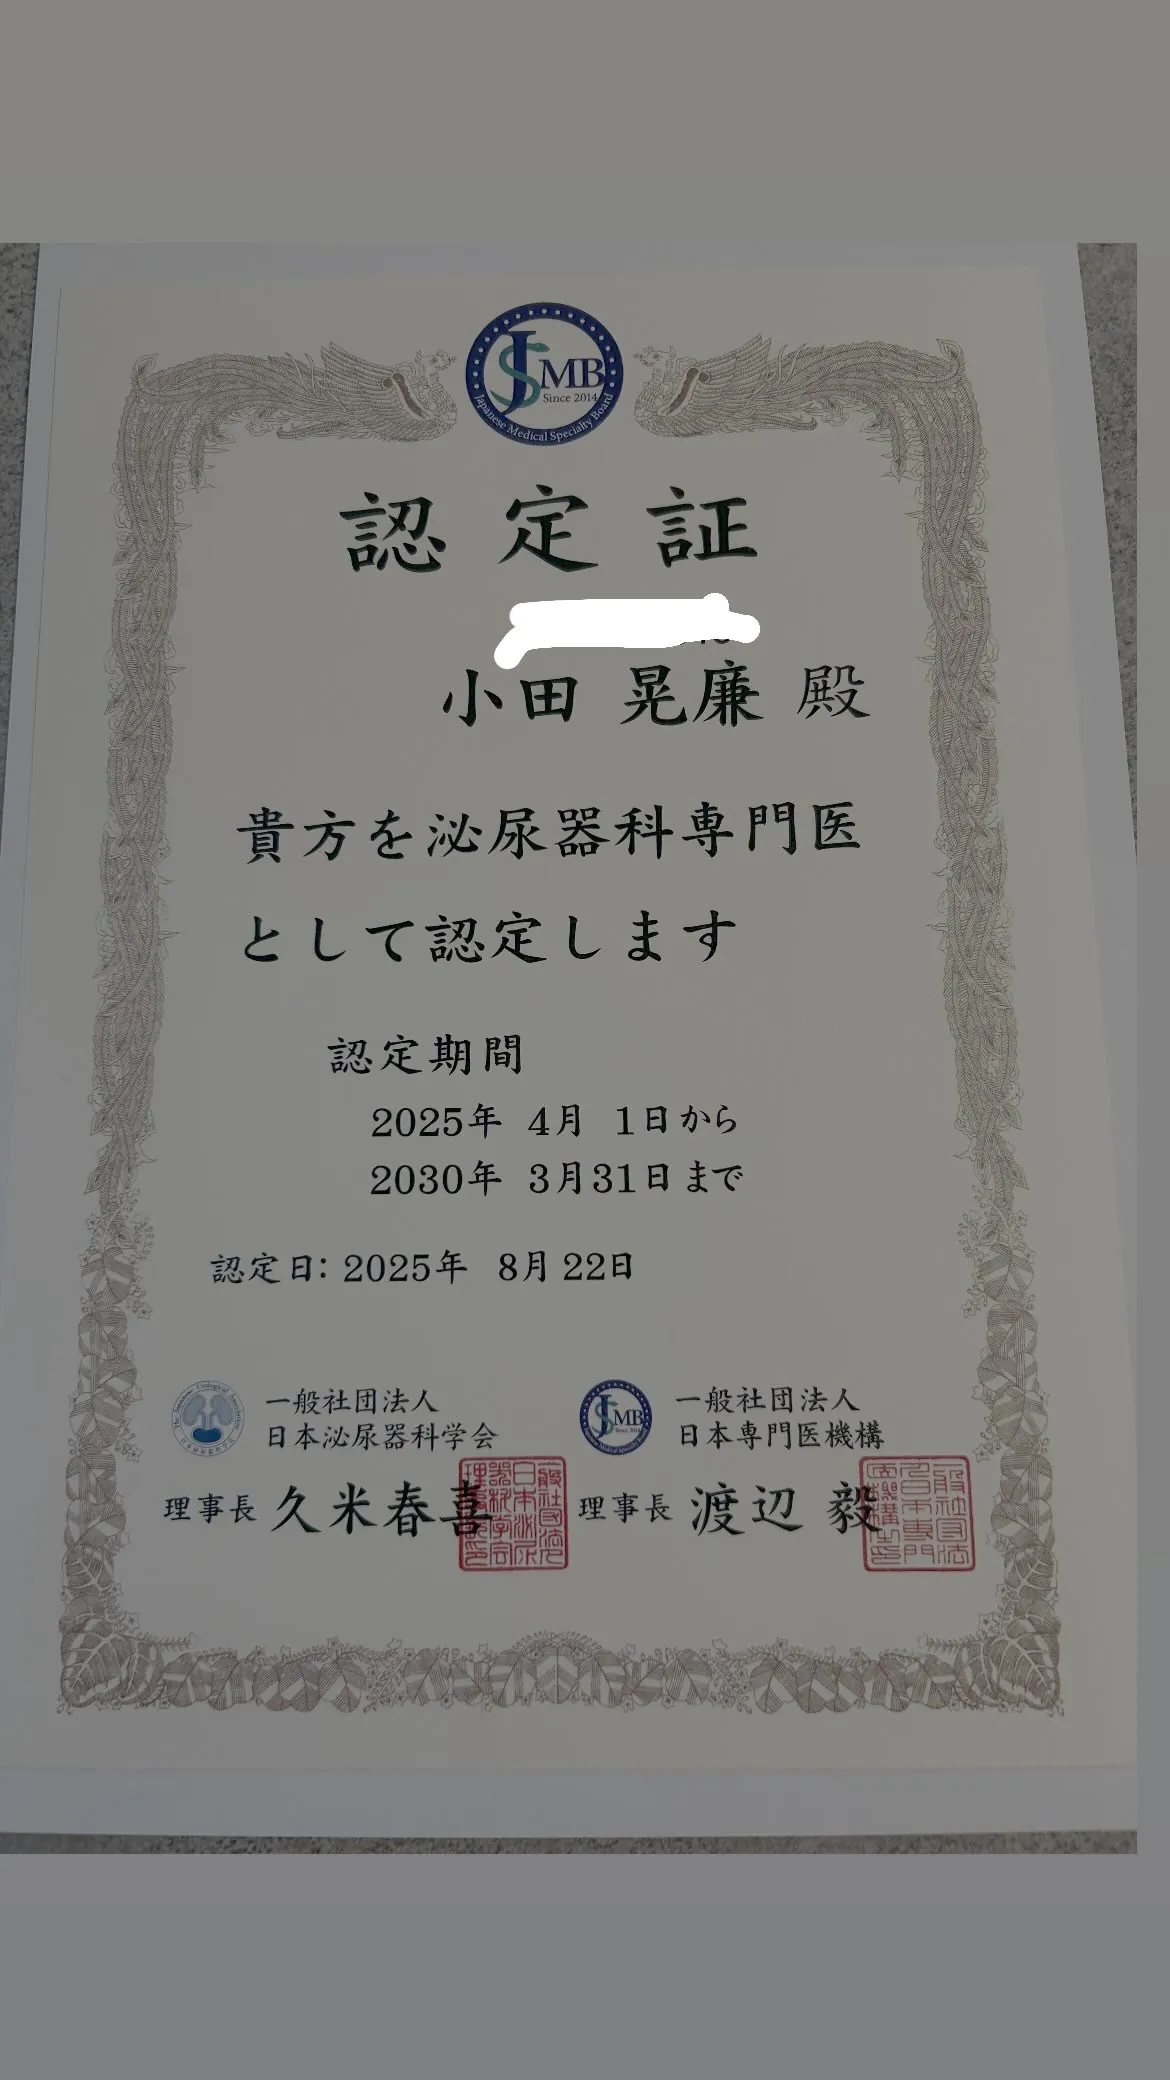 JSMB
Since 2014
Japanese Medical Specialty Board
認定証
小田 晃廉 殿
貴方を泌尿器科専門医
として認定します
認定期間
2025年 4月 1日から
2030年 3月31日まで
認定日: 2025年 8月22日
一般社団法人
日本泌尿器科学会
理事長 久米春喜
JSMB
Since 2014
一般社団法人
日本専門医機構
理事長 渡辺 毅